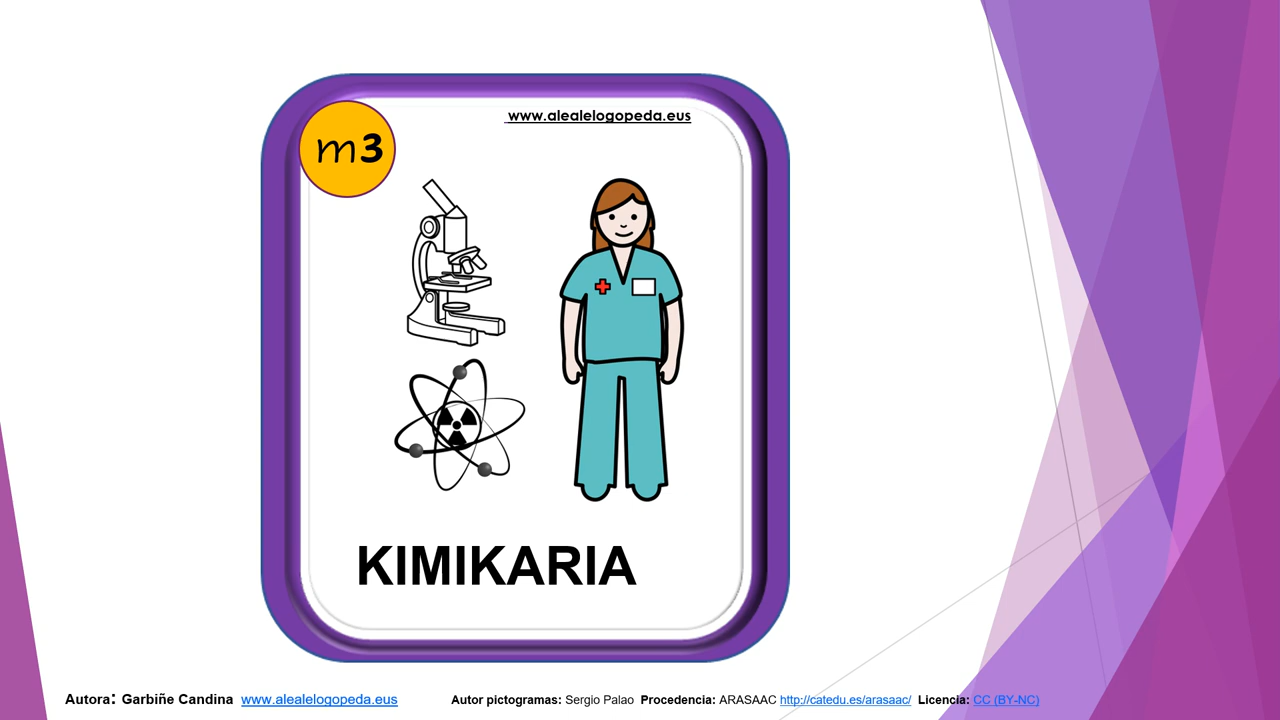 www.alealelogopeda.eus
m3
KIMIKARIA
Autora: Garbiñe Candina www.alealelogopeda.eus
Autor pictogramas: Sergio Palao Procedencia: ARASAAC http://catedu.es/arasaac/ Licencia: CC (BY-NC)